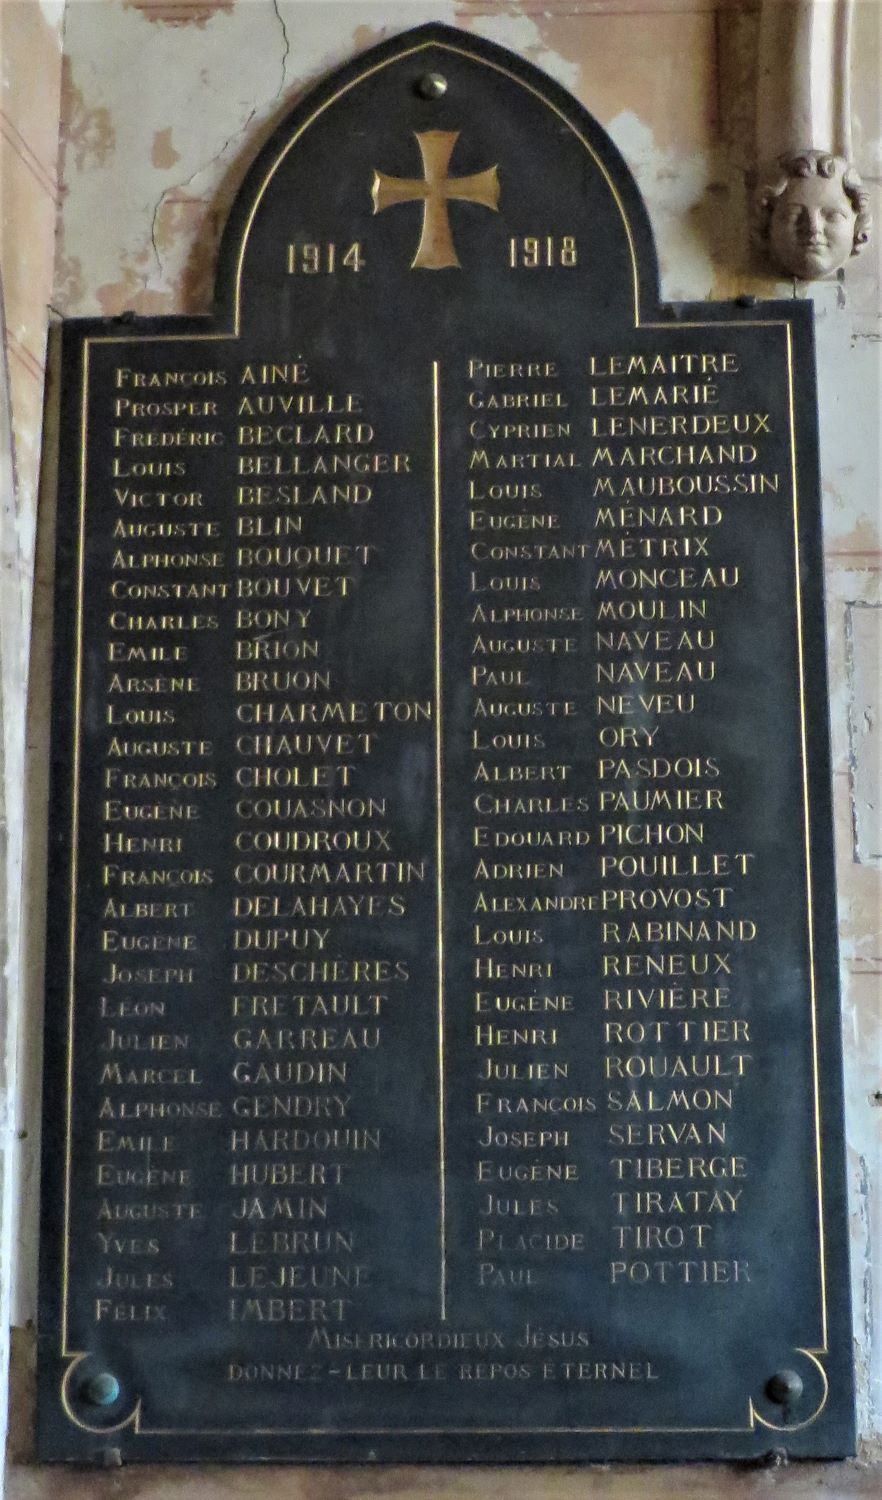 1914 1918
FRANÇOIS AINÉ
PROSPER AUVILLE
FRÉDÉRIC BECLARD
LOUIS BELLANGER
VICTOR BESLAND
AUGUSTE BLIN
ALPHONSE BOUQUET
CONSTANT BOUVET
CHARLES BONY
EMILE BRION
ARSÈNE BRUON
LOUIS CHARMETON
AUGUSTE CHAUVET
FRANÇOIS CHOLET
EUGÈNE COUASNON
HENRI COUDROUX
FRANÇOIS COURMARTIN
ALBERT DELAHAYES
EUGÈNE DUPUY
JOSEPH DESCHÈRES
LÉON FRETAULT
JULIEN GARREAU
MARCEL GAUDIN
ALPHONSE GENDRY
EMILE HARDOUIN
EUGÈNE HUBERT
AUGUSTE JAMIN
YVES LEBRUN
JULES LEJEUNE
FÉLIX IMBERT
PIERRE LEMAITRE
GABRIEL LEMARIÉ
CYPRIEN LENERDEUX
MARTIAL MARCHAND
LOUIS MAUBOUSSIN
EUGÈNE MÉNARD
CONSTANT MÉTRIX
LOUIS MONCEAU
ALPHONSE MOULIN
AUGUSTE NAVEAU
PAUL NAVEAU
AUGUSTE NEVEU
LOUIS ORY
ALBERT PASDOIS
CHARLES PAUMIER
EDOUARD PICHON
ADRIEN POUILLET
ALEXANDRE PROVOST
LOUIS RABINAND
HENRI RENEUX
EUGÈNE RIVIÈRE
HENRI ROTTIER
JULIEN ROUAULT
FRANÇOIS SALMON
JOSEPH SERVAN
EUGÈNE TIBERGE
JULES TIRATAY
PLACIDE TIROT
PAUL POTTIER
MISÉRICORDIEUX JÉSUS
DONNEZ-LEUR LE REPOS ETERNEL